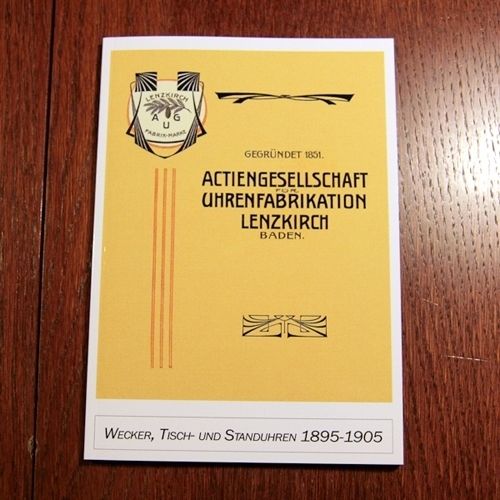 LENZKIRCH
A G
U
FABRIK-MARKE
GEGRÜNDET 1851.
ACTIENGESELLSCHAFT
FÜR
UHRENFABRIKATION
LENZKIRCH
BADEN.
WECKER, TISCH- UND STANDUHREN 1895-1905